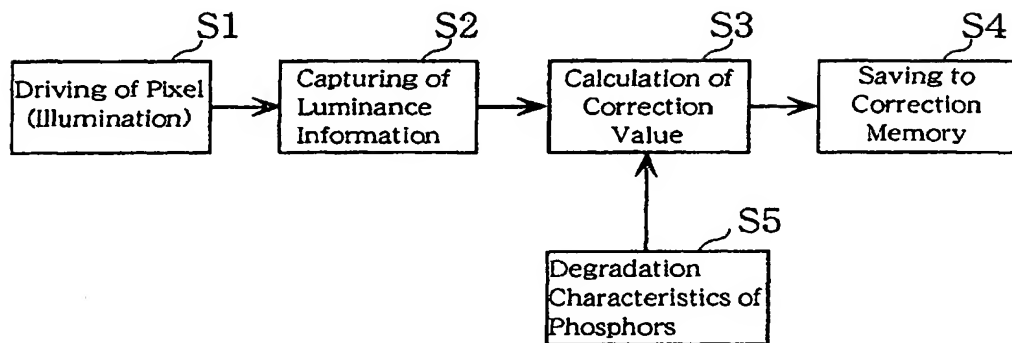 S1
Driving of Pixel
(Illumination)
S2
Capturing of
Luminance
Information
S3
Calculation of
Correction
Value
S4
Saving to
Correction
Memory
S5
Degradation
Characteristics of
Phosphors